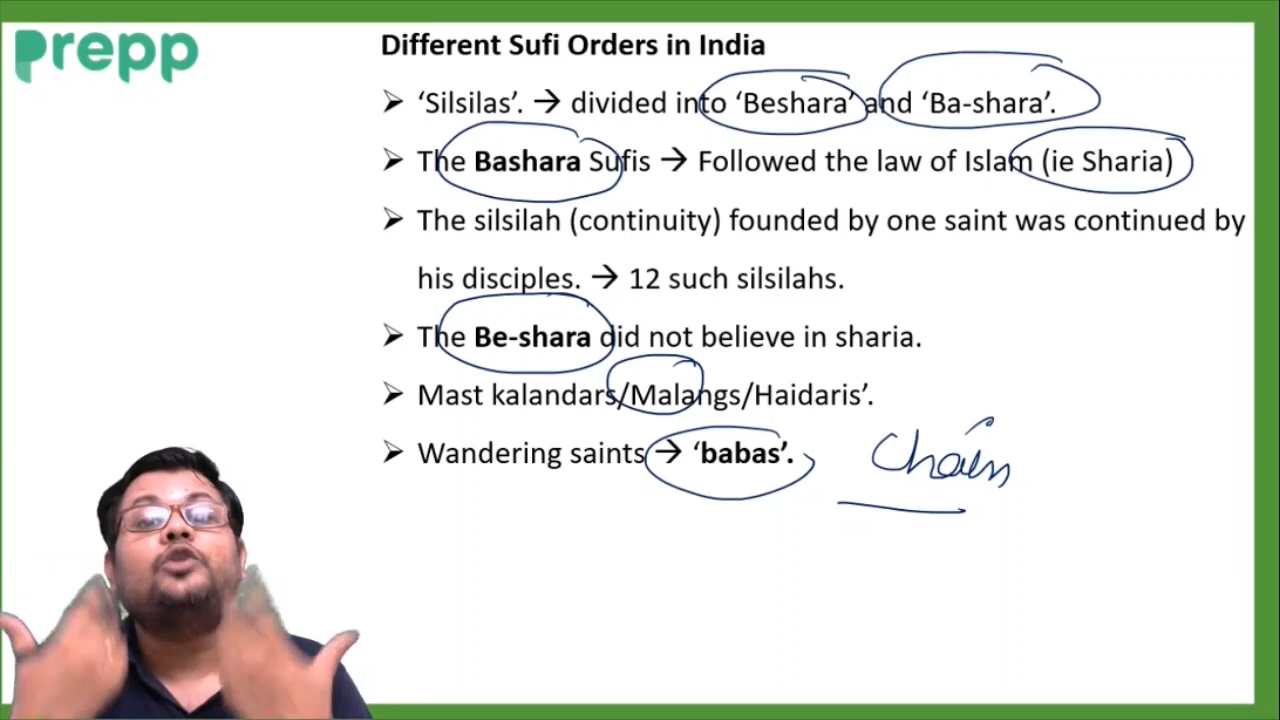 Prepp
Different Sufi Orders in India
➢ ‘Silsilas’. → divided into ‘Beshara’ and ‘Ba-shara’.
➢ The Bashara Sufis → Followed the law of Islam (ie Sharia)
➢ The silsilah (continuity) founded by one saint was continued by
his disciples. → 12 such silsilahs.
➢ The Be-shara did not believe in sharia.
➢ Mast kalandars/Malangs/Haidaris’.
➢ Wandering saints → ‘babas’.
Chain